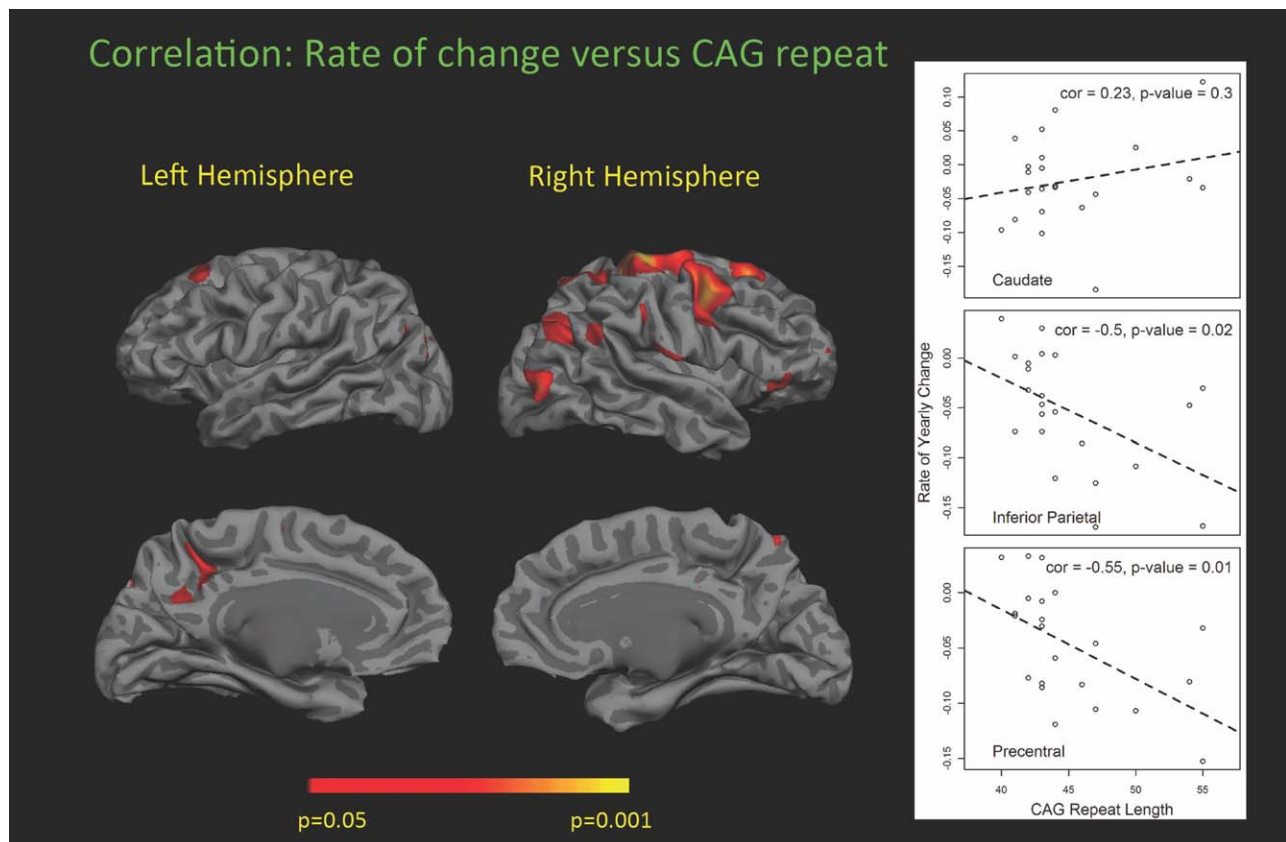 Correlation: Rate of change versus CAG repeat
Left Hemisphere
Right Hemisphere
p=0.05
p=0.001
cor = 0.23, p-value = 0.3
0.10
0.05
0.00
-0.05
-0.10
-0.15
Caudate
cor = -0.5, p-value = 0.02
0.00
-0.05
-0.10
-0.15
Inferior Parietal
Rate of Yearly Change
cor = -0.55, p-value = 0.01
0.00
-0.05
-0.10
-0.15
Precentral
40 45 50 55
CAG Repeat Length